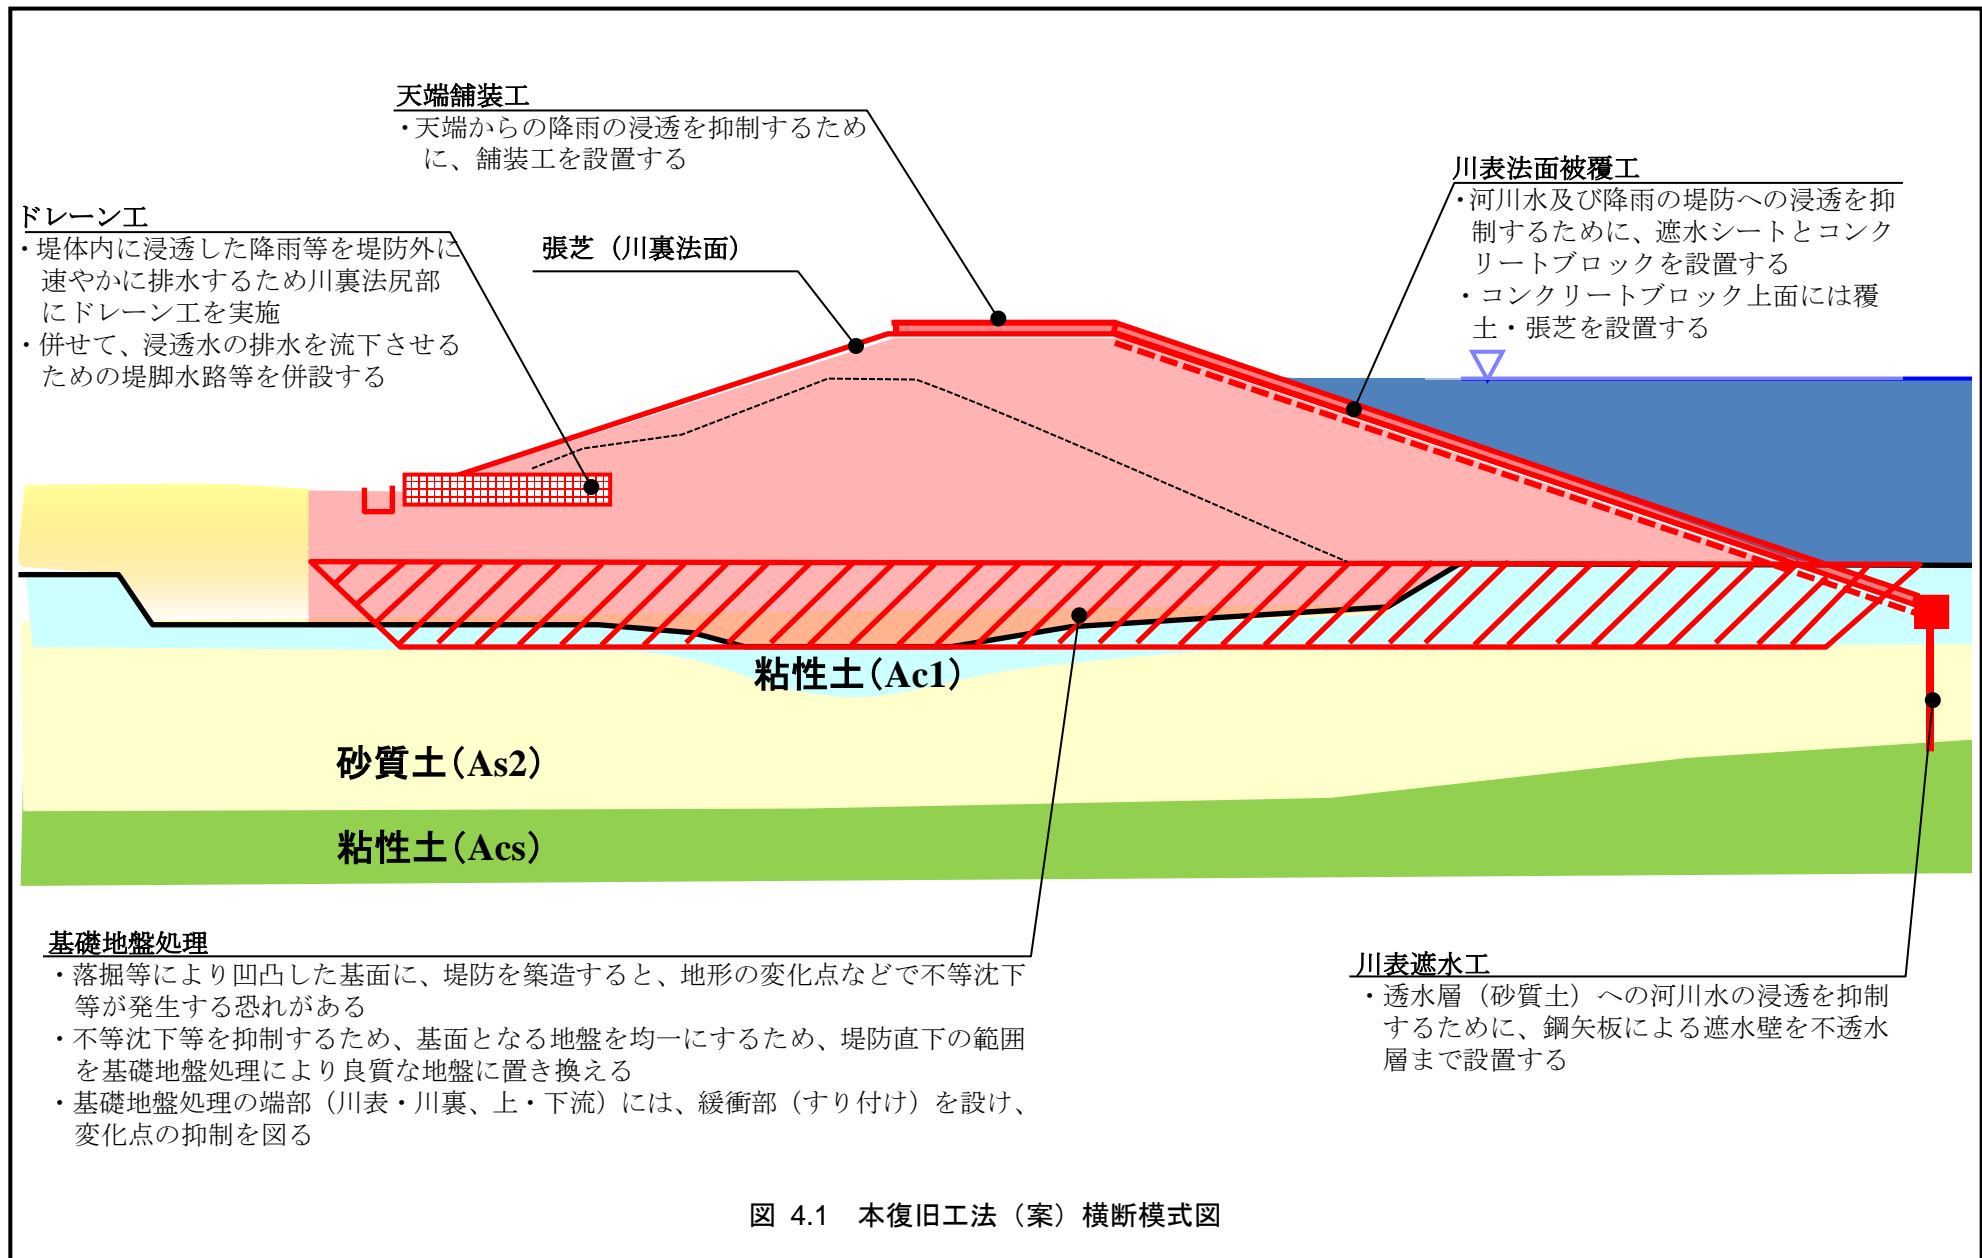 天端舗装工
・天端からの降雨の浸透を抑制するため
に、舗装工を設置する
川表法面被覆工
・河川水及び降雨の堤防への浸透を抑
制するために、遮水シートとコンク
リートブロックを設置する
・コンクリートブロック上面には覆
土・張芝を設置する
ドレーン工
・堤体内に浸透した降雨等を堤防外に
速やかに排水するため川裏法尻部
にドレーン工を実施
・併せて、浸透水の排水を流下させる
ための堤脚水路等を併設する
張芝（川裏法面）
粘性土(Ac1)
砂質土(As2)
粘性土(Acs)
基礎地盤処理
・落掘等により凹凸した基面に、堤防を築造すると、地形の変化点などで不等沈下
等が発生する恐れがある
・不等沈下等を抑制するため、基面となる地盤を均一にするため、堤防直下の範囲
を基礎地盤処理により良質な地盤に置き換える
・基礎地盤処理の端部（川表・川裏、上・下流）には、緩衝部（すり付け）を設け、
変化点の抑制を図る
川表遮水工
・透水層（砂質土）への河川水の浸透を抑制
するために、鋼矢板による遮水壁を不透水
層まで設置する
図 4.1　本復旧工法（案）横断模式図